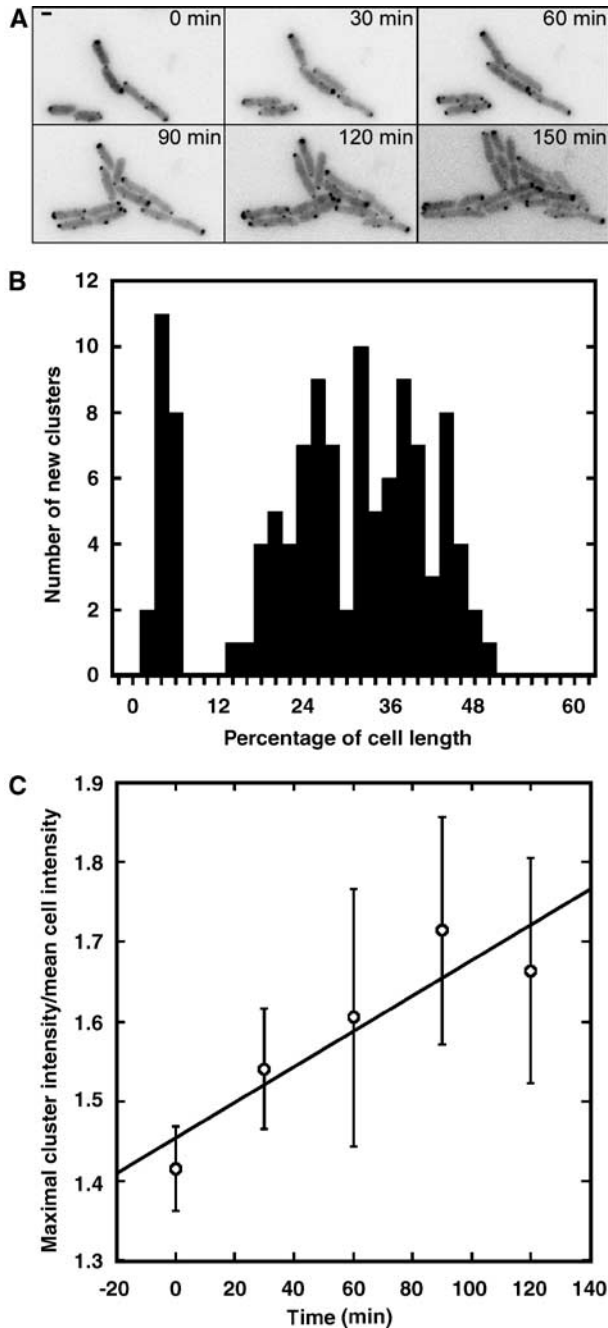 A
0 min
30 min
60 min
90 min
120 min
150 min
B
12
10
8
6
4
2
0
Number of new clusters
0 12 24 36 48 60
Percentage of cell length
C
1.9
1.8
1.7
1.6
1.5
1.4
1.3
Maximal cluster intensity/mean cell intensity
-20 0 20 40 60 80 100 120 140
Time (min)